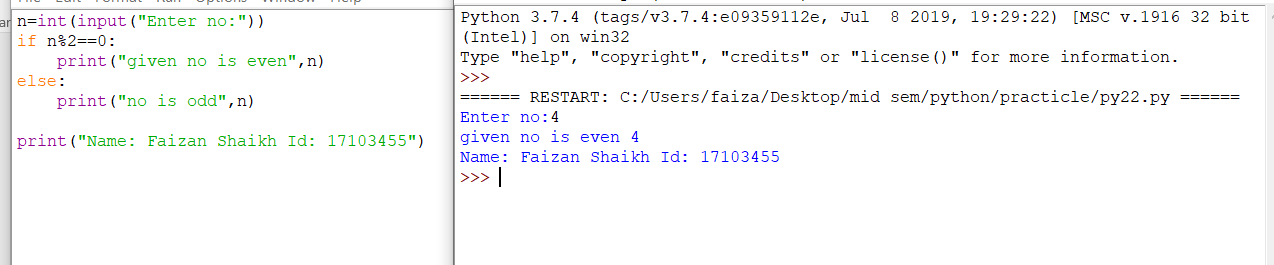 n=int(input("Enter no:"))
if n%2==0:
    print("given no is even",n)
else:
    print("no is odd",n)
print("Name: Faizan Shaikh Id: 17103455")
Python 3.7.4 (tags/v3.7.4:e09359112e, Jul  8 2019, 19:29:22) [MSC v.1916 32 bit
(Intel)] on win32
Type "help", "copyright", "credits" or "license()" for more information.
>>>
====== RESTART: C:/Users/faiza/Desktop/mid sem/python/practicle/py22.py ======
Enter no:4
given no is even 4
Name: Faizan Shaikh Id: 17103455
>>>